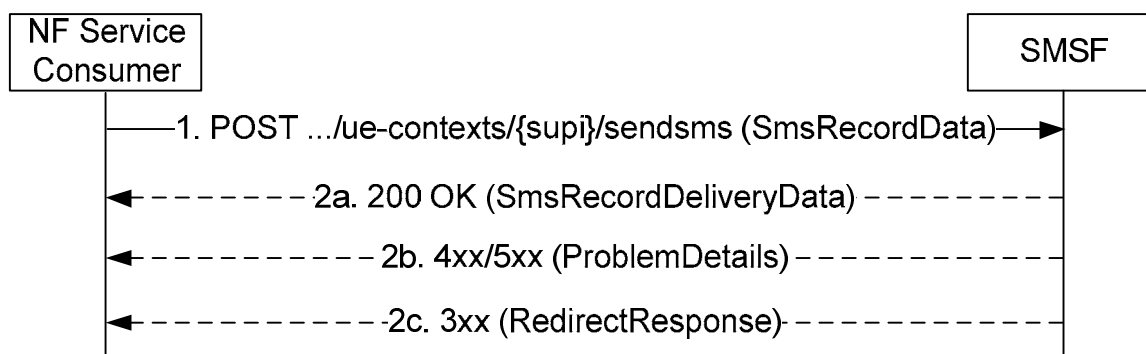 NF Service
Consumer
SMSF
1. POST .../ue-contexts/{supi}/sendsms (SmsRecordData)
2a. 200 OK (SmsRecordDeliveryData)
2b. 4xx/5xx (ProblemDetails)
2c. 3xx (RedirectResponse)